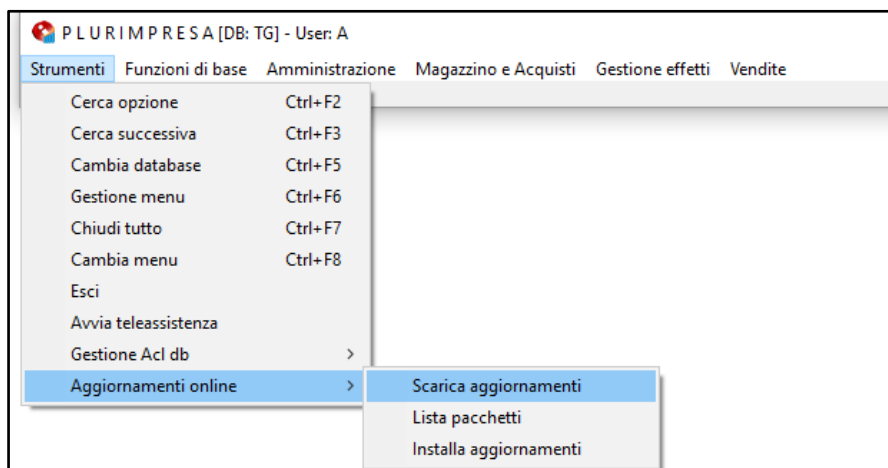 P L U R I M P R E S A [DB: TG] - User: A
Strumenti Funzioni di base Amministrazione Magazzino e Acquisti Gestione effetti Vendite
Cerca opzione Ctrl+F2
Cerca successiva Ctrl+F3
Cambia database Ctrl+F5
Gestione menu Ctrl+F6
Chiudi tutto Ctrl+F7
Cambia menu Ctrl+F8
Esci
Avvia teleassistenza
Gestione Acl db >
Aggiornamenti online >
Scarica aggiornamenti
Lista pacchetti
Installa aggiornamenti